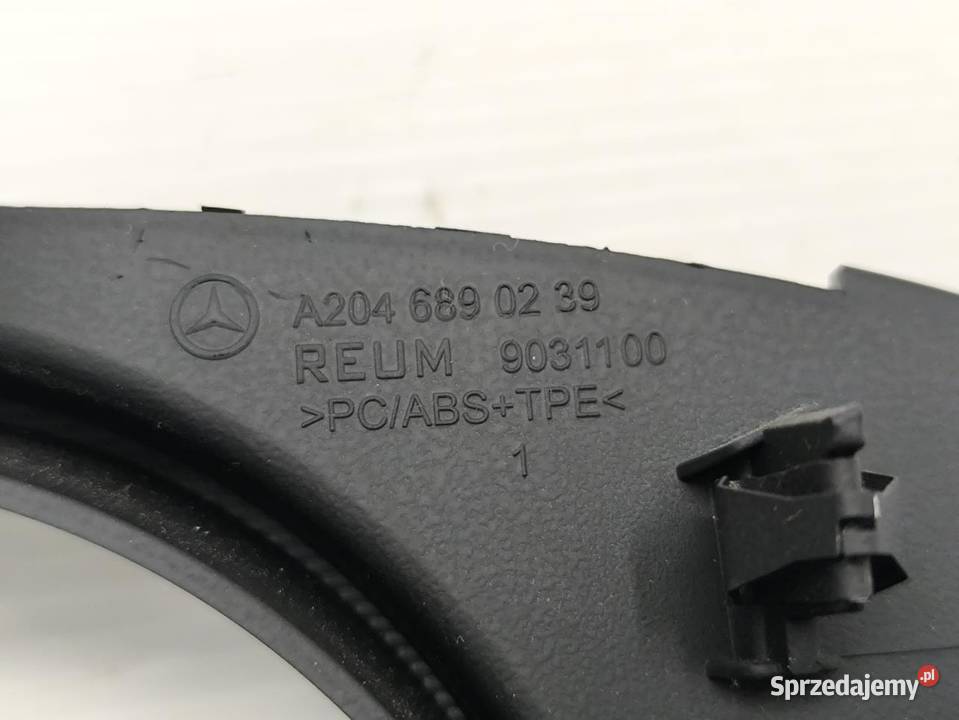 A204 689 02 39
REUM 9031100
>PC/ABS+TPE<
1
Sprzedajemy.pl